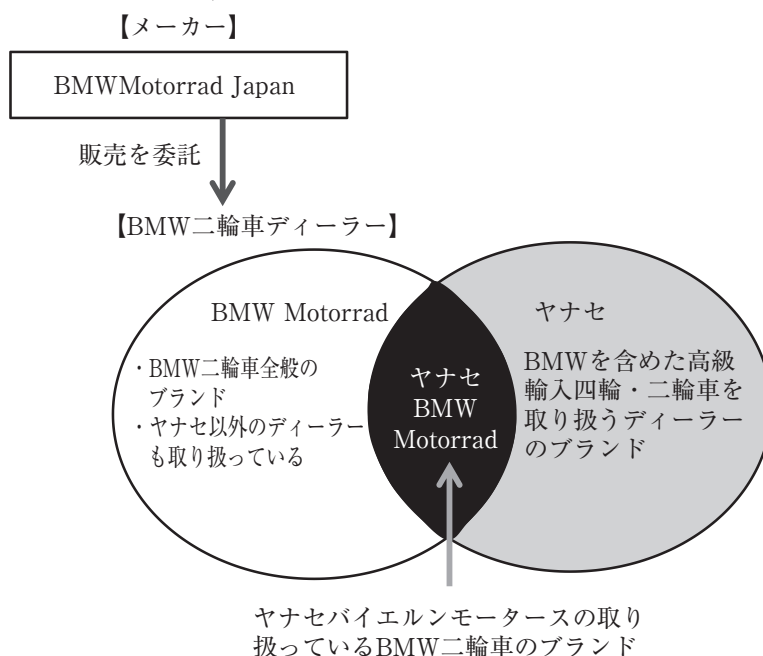 【メーカー】
BMWMotorrad Japan
販売を委託
【BMW二輪車ディーラー】
BMW Motorrad
・BMW二輪車全般の
ブランド
・ヤナセ以外のディーラー
も取り扱っている
ヤナセ
BMW
Motorrad
ヤナセ
BMWを含めた高級
輸入四輪・二輪車を
取り扱うディーラー
のブランド
ヤナセバイエルンモータースの取り
扱っているBMW二輪車のブランド